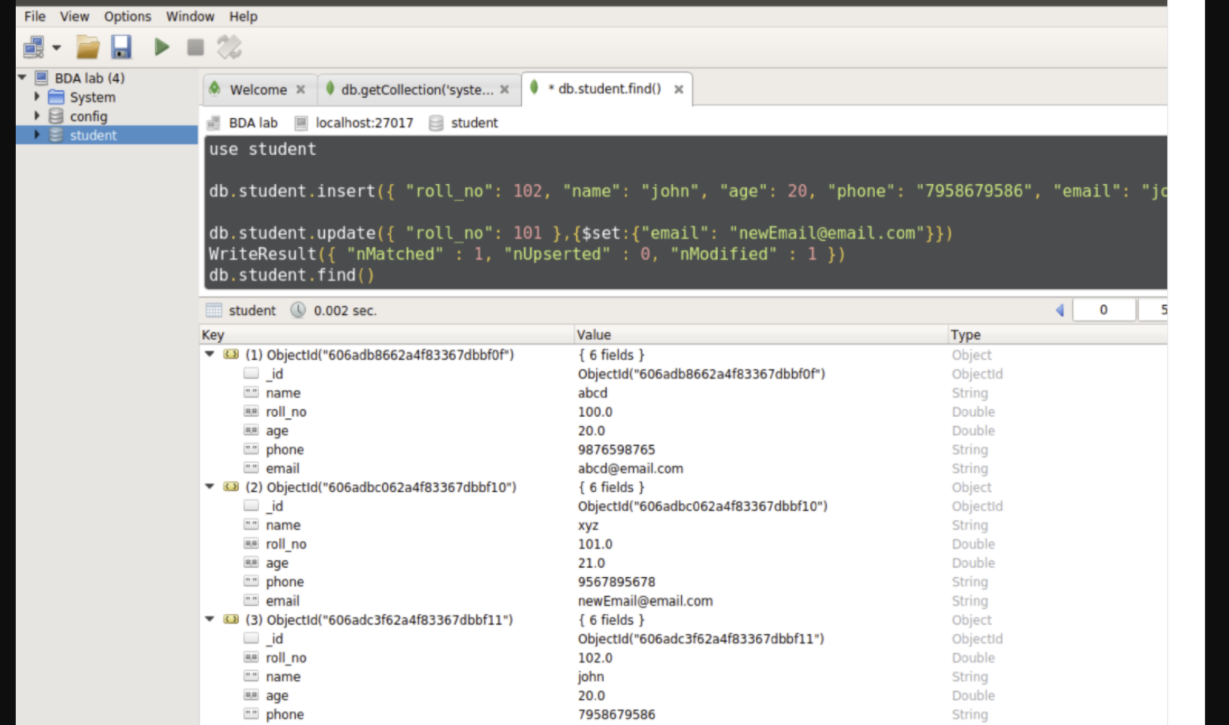 File View Options Window Help
BDA lab (4)
System
config
student
Welcome
db.getCollection('syste...
* db.student.find()
BDA lab localhost:27017 student
use student
db.student.insert({ "roll_no": 102, "name": "john", "age": 20, "phone": "7958679586", "email": "jo
db.student.update({ "roll_no": 101 },{$set:{"email": "newEmail@email.com"}})
WriteResult({ "nMatched" : 1, "nUpserted" : 0, "nModified" : 1 })
db.student.find()
student 0.002 sec. 0 5
Key Value Type
(1) ObjectId("606adb8662a4f83367dbbf0f") { 6 fields } Object
_id ObjectId("606adb8662a4f83367dbbf0f") ObjectId
name abcd String
roll_no 100.0 Double
age 20.0 Double
phone 9876598765 String
email abcd@email.com String
(2) ObjectId("606adbc062a4f83367dbbf10") { 6 fields } Object
_id ObjectId("606adbc062a4f83367dbbf10") ObjectId
name xyz String
roll_no 101.0 Double
age 21.0 Double
phone 9567895678 String
email newEmail@email.com String
(3) ObjectId("606adc3f62a4f83367dbbf11") { 6 fields } Object
_id ObjectId("606adc3f62a4f83367dbbf11") ObjectId
roll_no 102.0 Double
name john String
age 20.0 Double
phone 7958679586 String